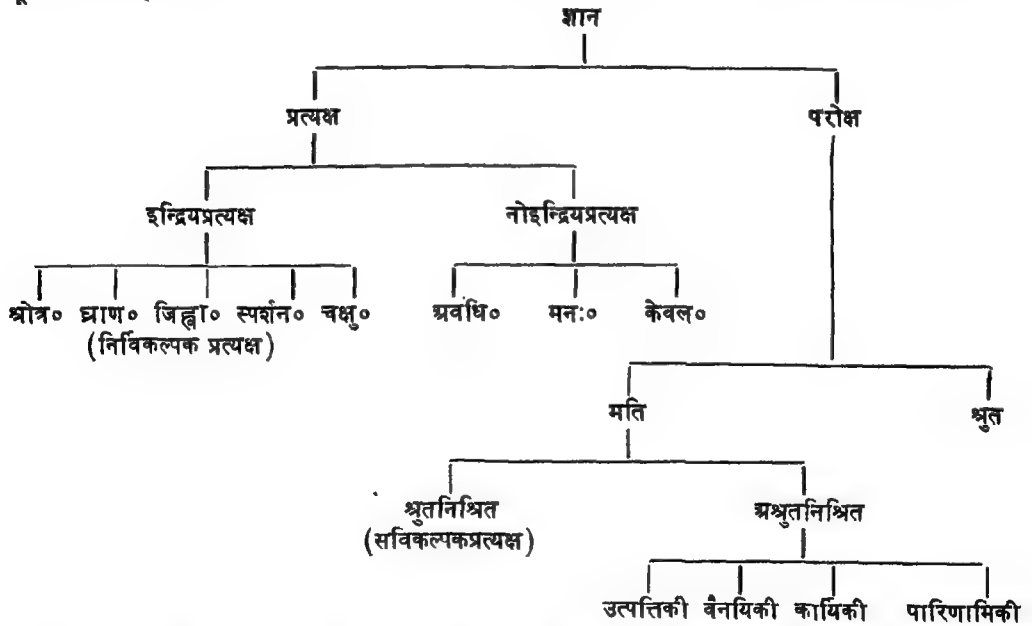 ज्ञान
प्रत्यक्ष परोक्ष
इन्द्रियप्रत्यक्ष नोइन्द्रियप्रत्यक्ष
श्रोत्र० घ्राण० जिह्वा० स्पर्शन० चक्षु० अवधि० मनः० केवल०
(निर्विकल्पक प्रत्यक्ष)
मति श्रुत
श्रुतनिश्रित अश्रुतनिश्रित
(सविकल्पकप्रत्यक्ष)
उत्पत्तिकी वैनयिकी कार्यिकी पारिणामिकी